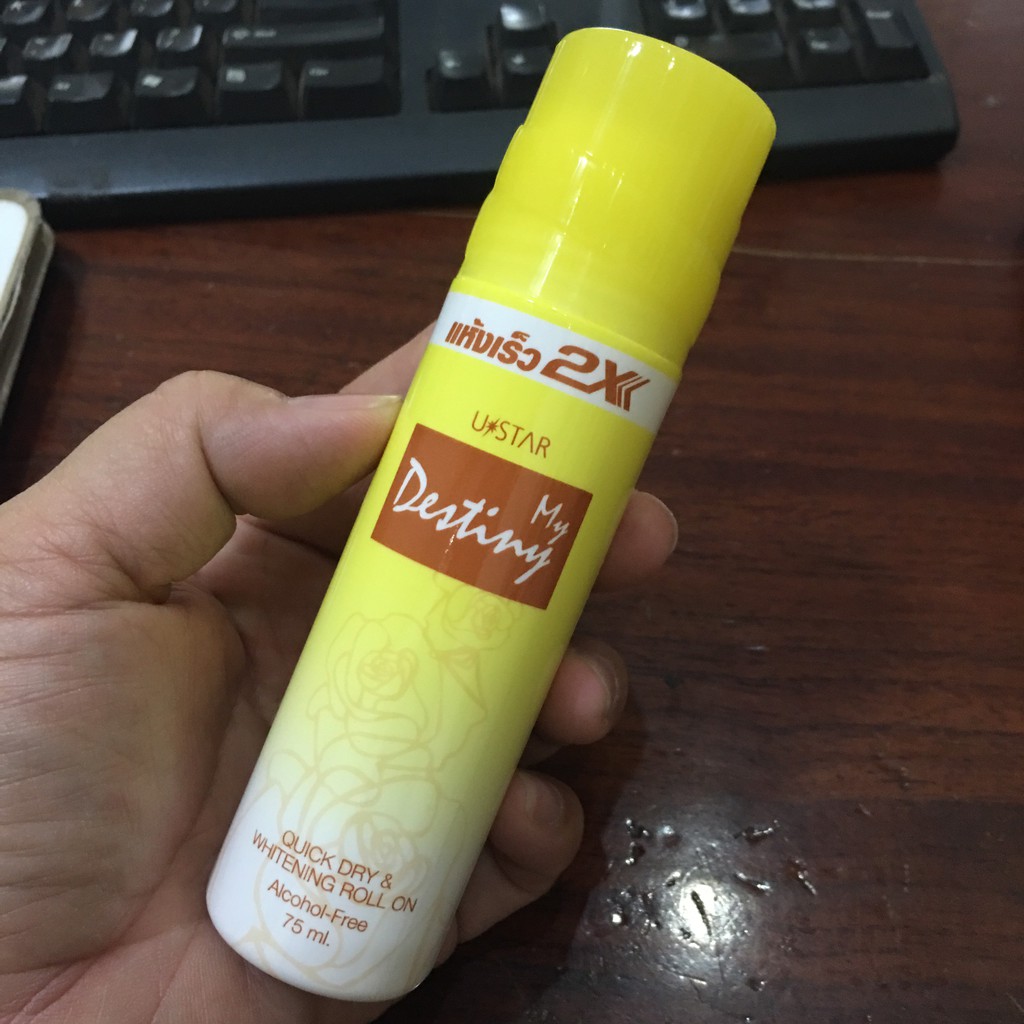 แห้งเร็ว 2X
U STAR
My
Destiny
QUICK DRY &
WHITENING ROLL ON
Alcohol-Free
75 ml.